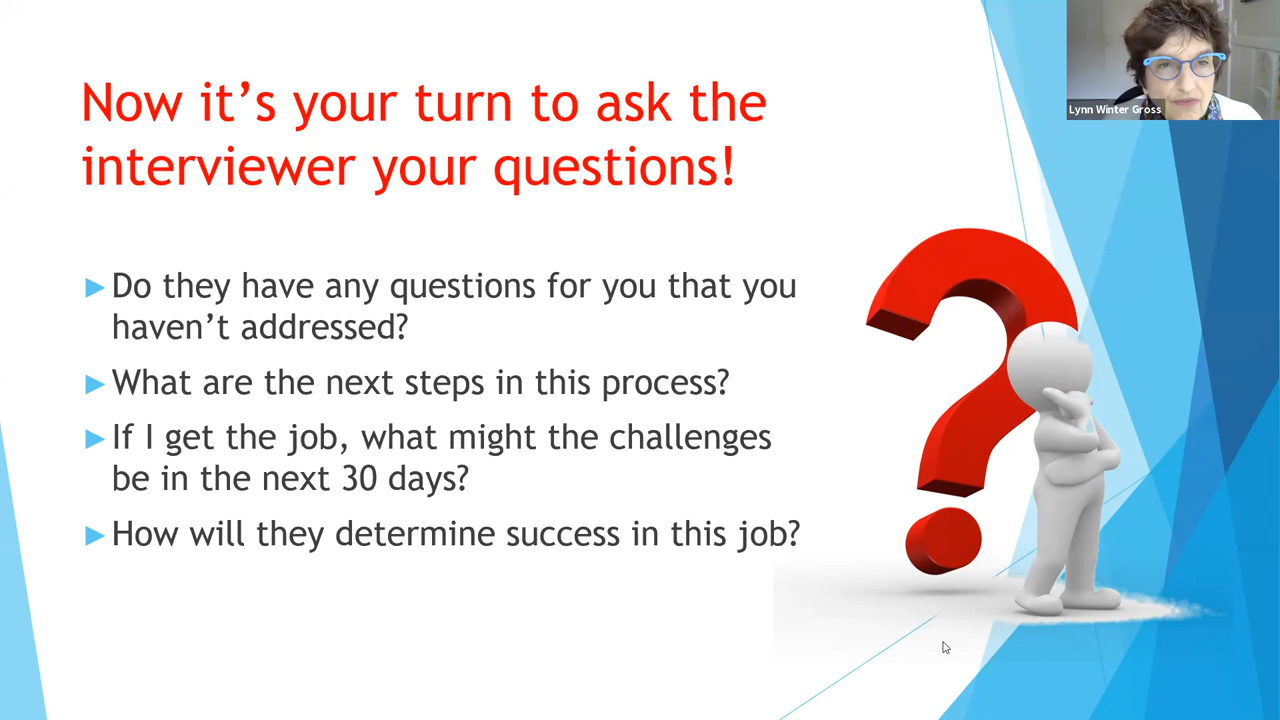 Now it's your turn to ask the
interviewer your questions!
Do they have any questions for you that you
haven't addressed?
What are the next steps in this process?
If I get the job, what might the challenges
be in the next 30 days?
How will they determine success in this job?
Lynn Winter Gross